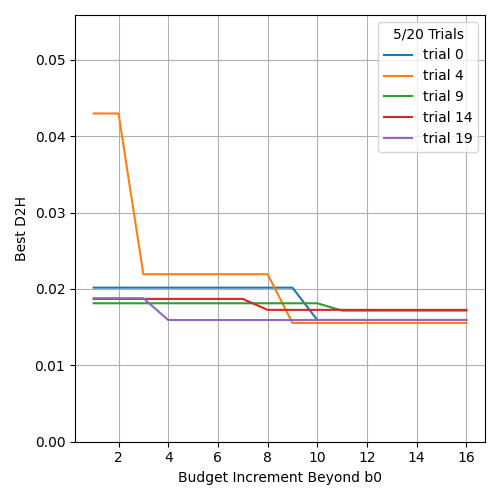 5/20 Trials
trial 0
trial 4
trial 9
trial 14
trial 19
0.05
0.04
0.03
0.02
0.01
0.00
Best D2H
2 4 6 8 10 12 14 16
Budget Increment Beyond b0